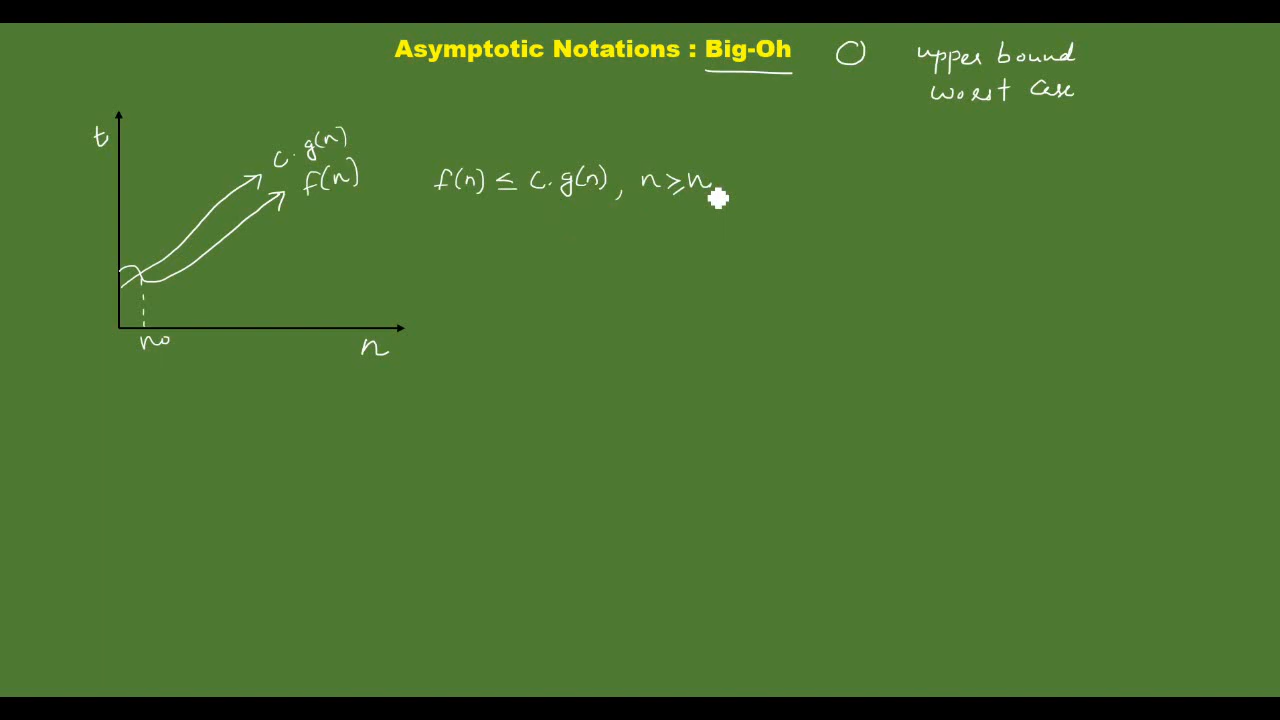 Asymptotic Notations : Big-Oh O upper bound
worst case
t
c. g(n)
f(n)
f(n) ≤ c. g(n), n ≥ n
n0
n